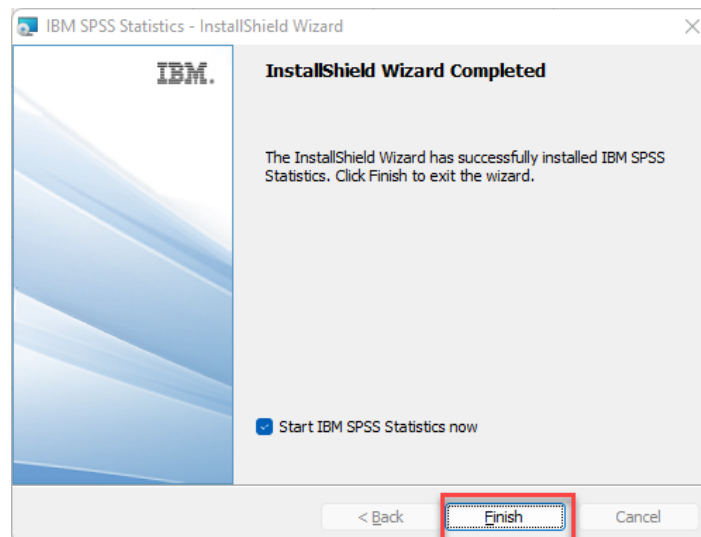 IBM SPSS Statistics - InstallShield Wizard
IBM.
InstallShield Wizard Completed
The InstallShield Wizard has successfully installed IBM SPSS
Statistics. Click Finish to exit the wizard.
Start IBM SPSS Statistics now
< Back Finish Cancel